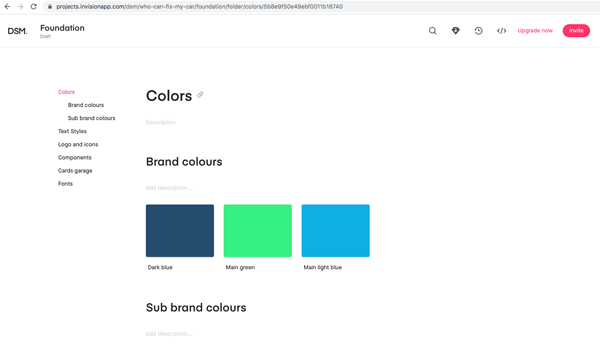 projects.invisionapp.com/dsm/who-can-fix-my-car/foundation/folder/colors/5b8e9f50e49ebf0011b18740
DSM.
Foundation
Draft
Upgrade now
Invite
Colors
Brand colours
Sub brand colours
Text Styles
Logo and icons
Components
Cards garage
Fonts
Colors
Description
Brand colours
Add description...
Dark blue
Main green
Main light blue
Sub brand colours
Add description...